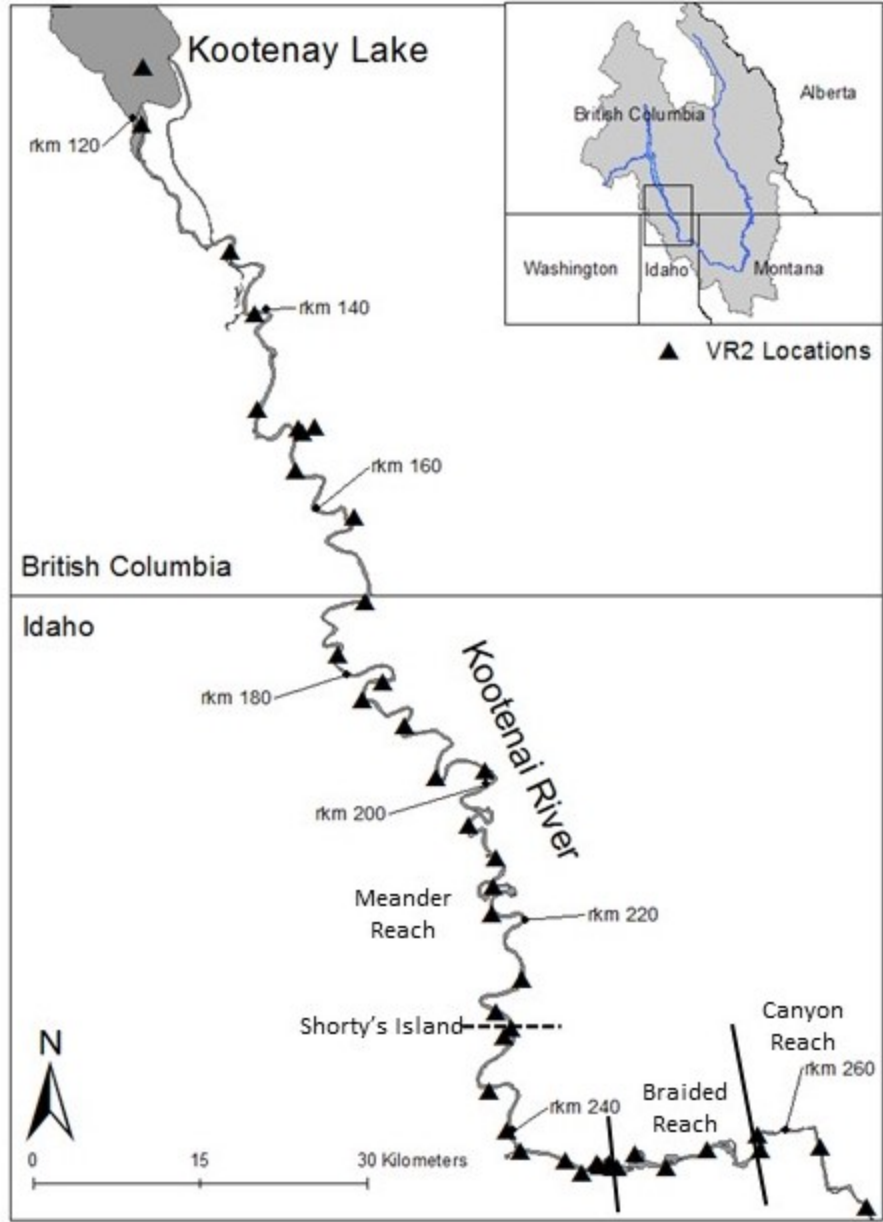 Kootenay Lake
rkm 120
rkm 140
rkm 160
British Columbia
Alberta
British Columbia
Washington
Idaho
Montana
VR2 Locations
Idaho
rkm 180
Kootenai River
rkm 200
Meander
Reach
rkm 220
Shorty's Island
Canyon
Reach
rkm 260
Braided
Reach
rkm 240
N
0
15
30 Kilometers